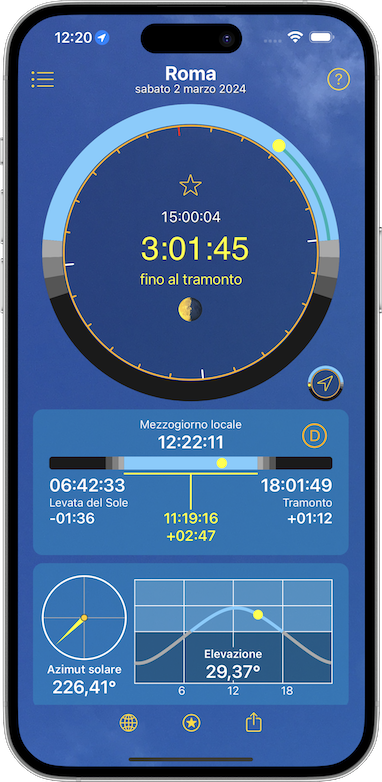 12:20
Roma
sabato 2 marzo 2024
?
15:00:04
3:01:45
fino al tramonto
Mezzogiorno locale
12:22:11
D
06:42:33 18:01:49
Levata del Sole Tramonto
-01:36 +01:12
11:19:16
+02:47
Azimut solare
226,41°
Elevazione
29,37°
6 12 18